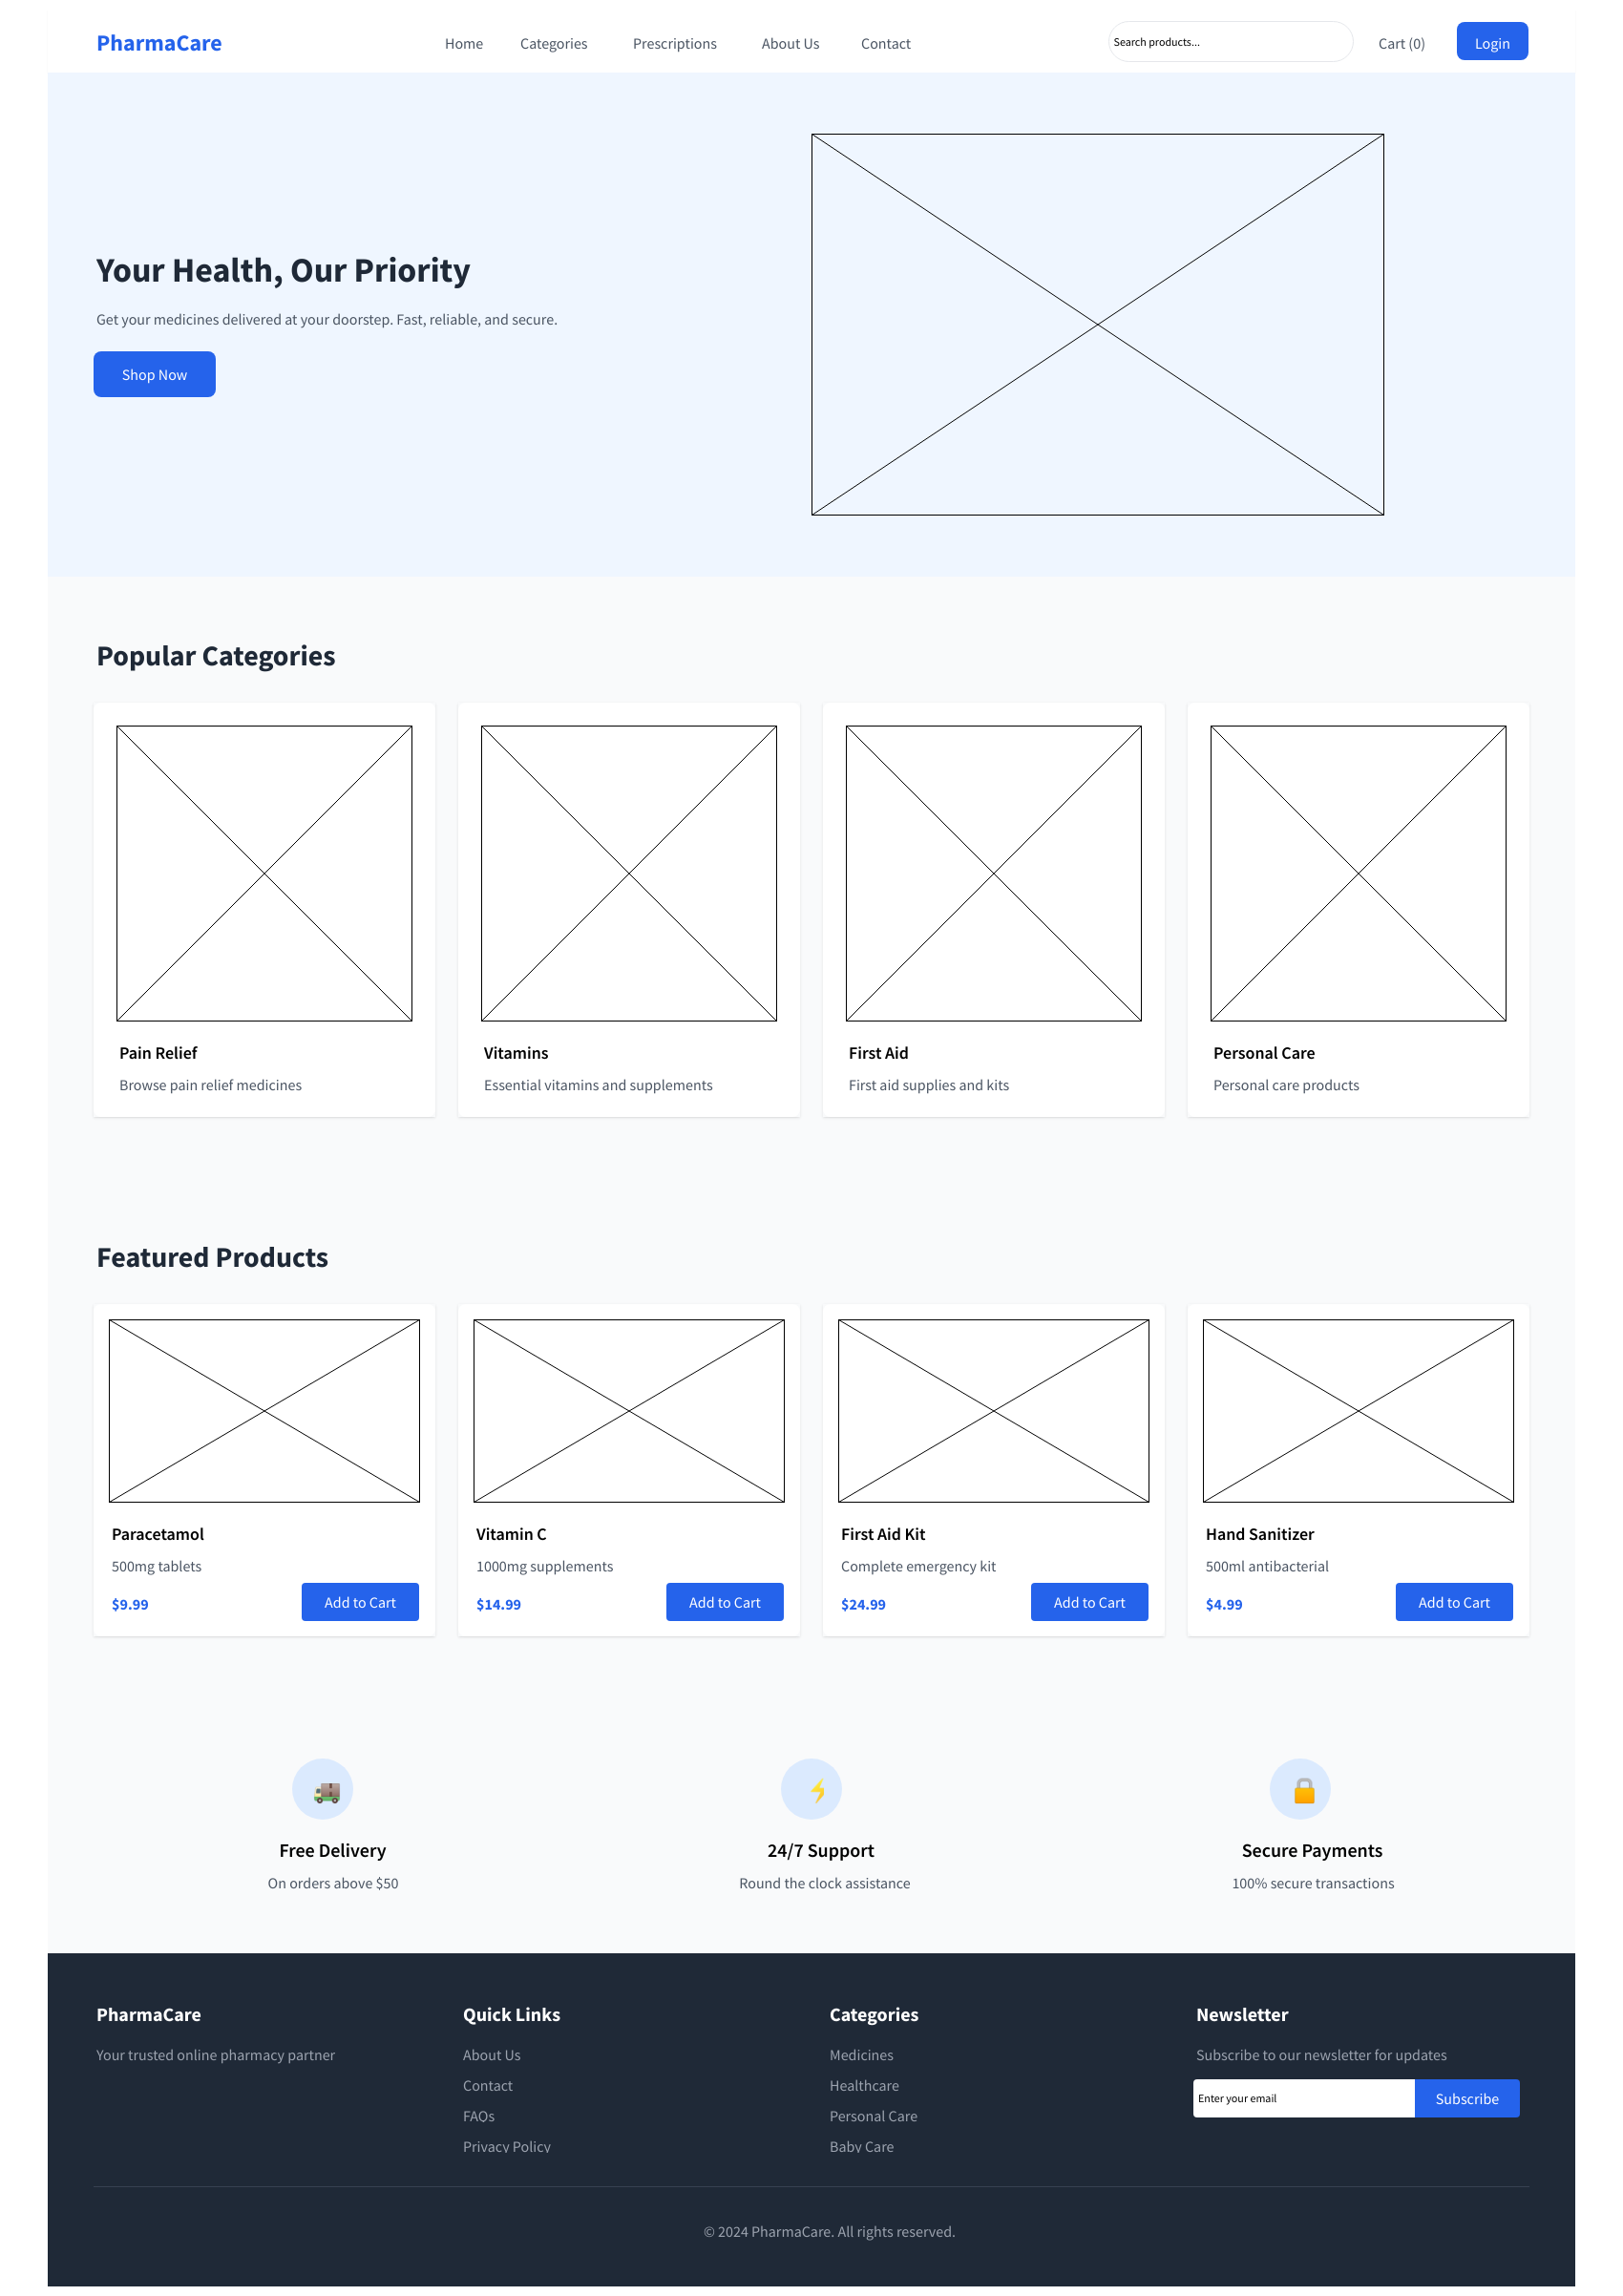 PharmaCare
Home
Categories
Prescriptions
About Us
Contact
Search products...
Cart (0)
Login
Your Health, Our Priority
Get your medicines delivered at your doorstep. Fast, reliable, and secure.
Shop Now
Popular Categories
Pain Relief
Browse pain relief medicines
Vitamins
Essential vitamins and supplements
First Aid
First aid supplies and kits
Personal Care
Personal care products
Featured Products
Paracetamol
500mg tablets
$9.99
Add to Cart
Vitamin C
1000mg supplements
$14.99
Add to Cart
First Aid Kit
Complete emergency kit
$24.99
Add to Cart
Hand Sanitizer
500ml antibacterial
$4.99
Add to Cart
Free Delivery
On orders above $50
24/7 Support
Round the clock assistance
Secure Payments
100% secure transactions
PharmaCare
Your trusted online pharmacy partner
Quick Links
About Us
Contact
FAQs
Privacy Policy
Categories
Medicines
Healthcare
Personal Care
Baby Care
Newsletter
Subscribe to our newsletter for updates
Enter your email
Subscribe
© 2024 PharmaCare. All rights reserved.